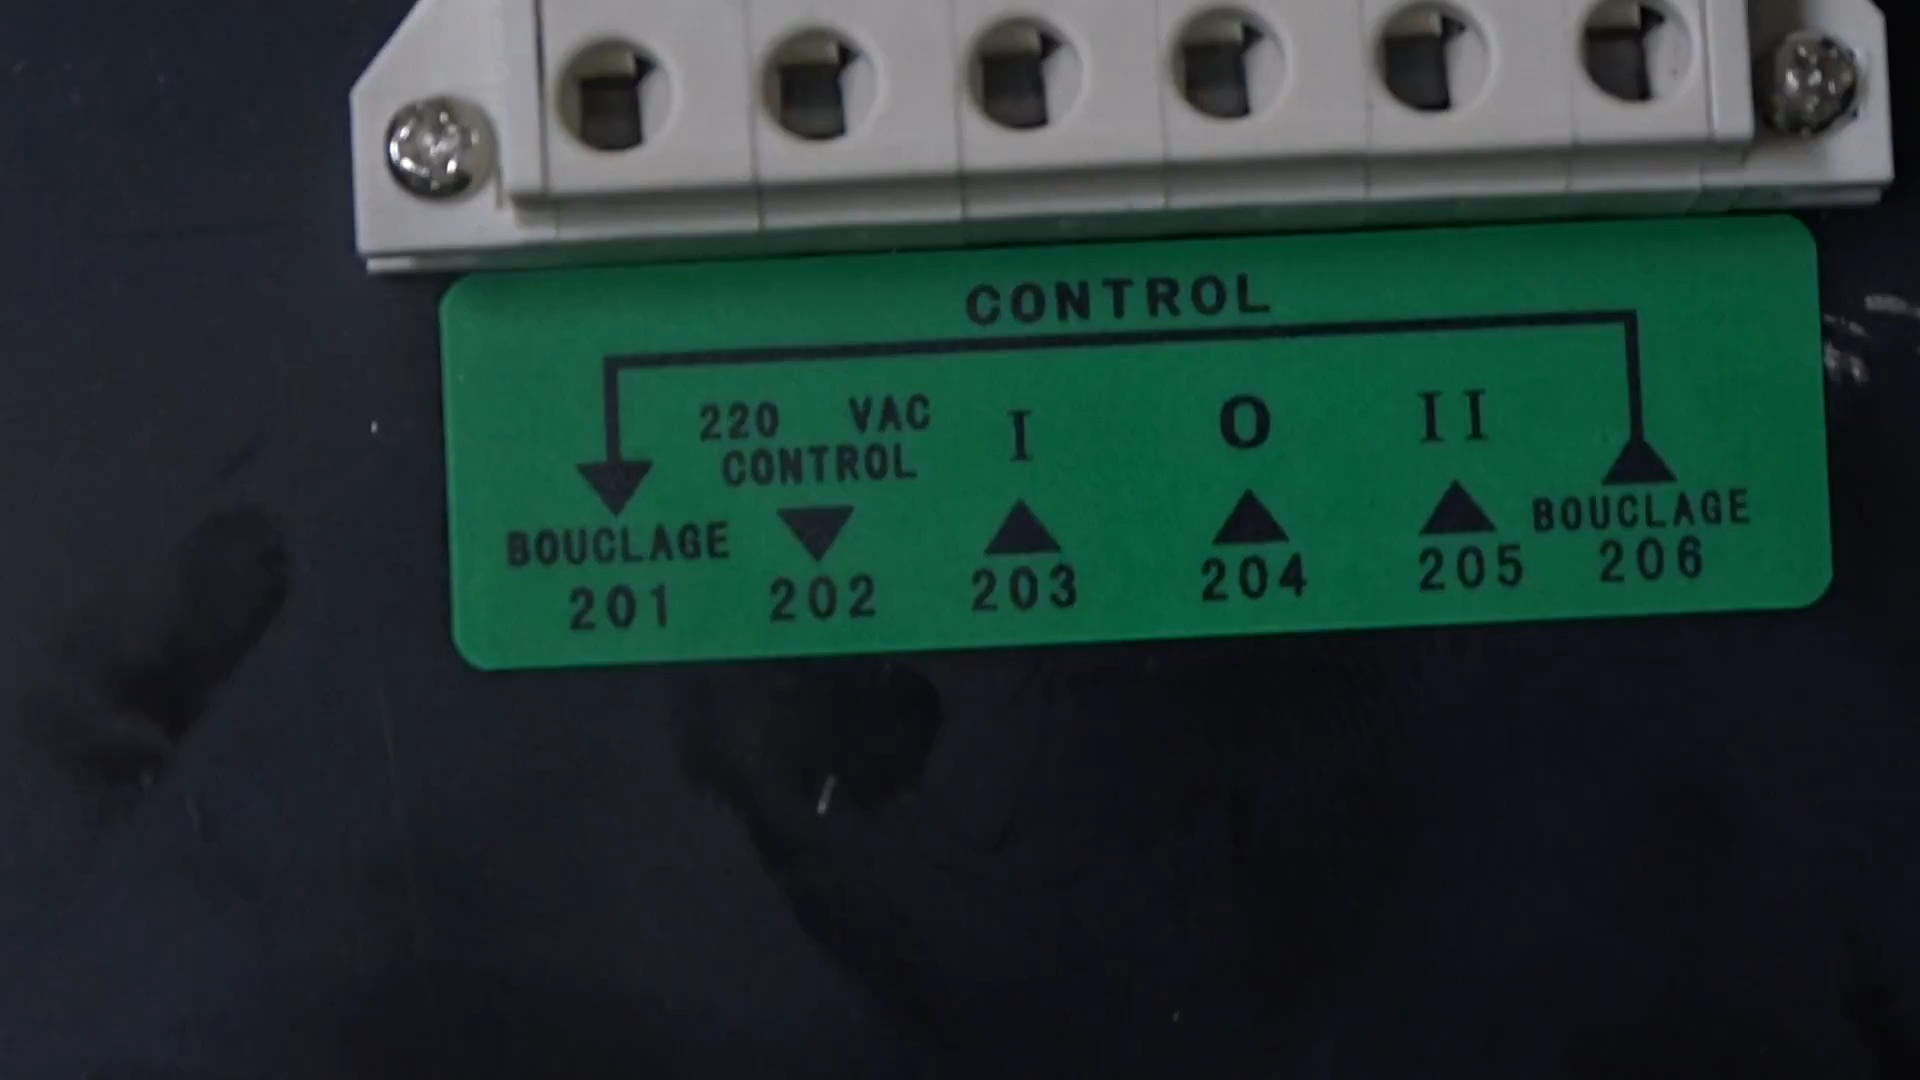 CONTROL
220 VAC
CONTROL
I
O
II
BOUCLAGE
201
202
203
204
205
BOUCLAGE
206